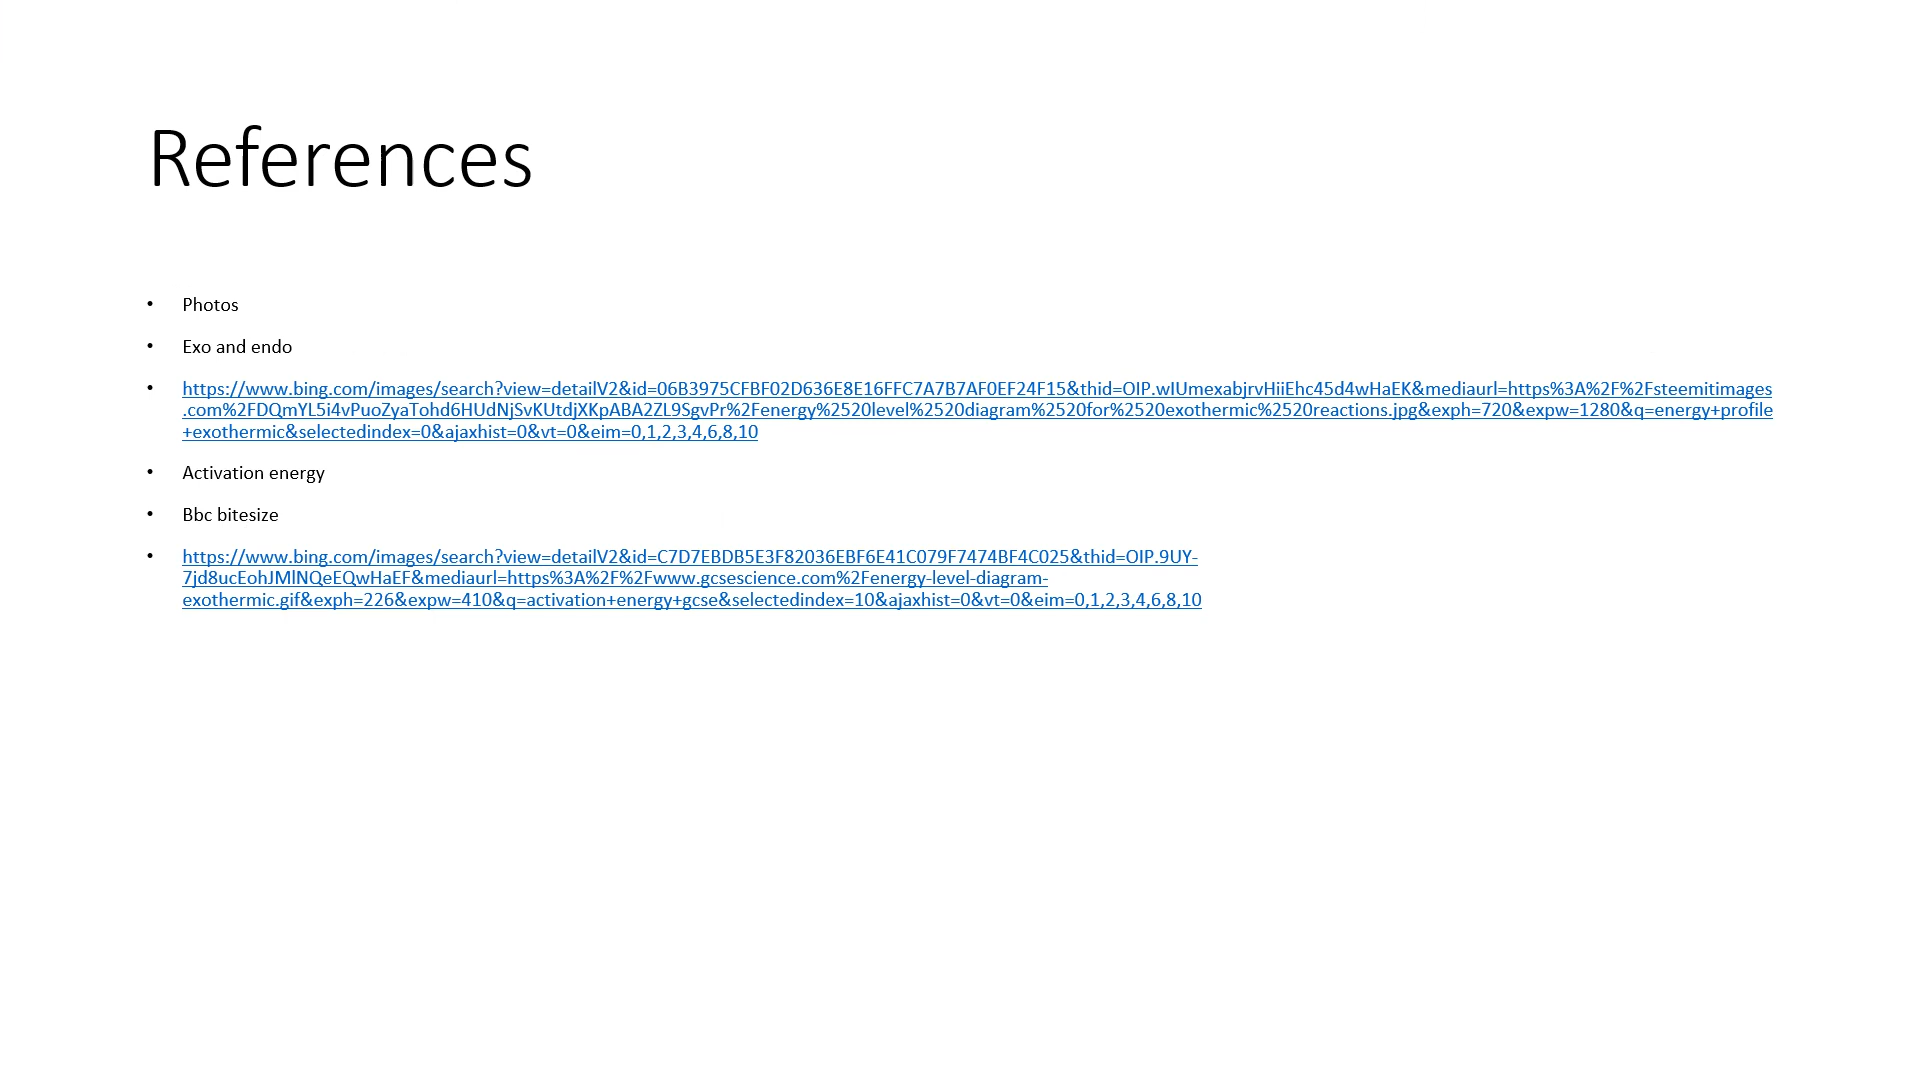 References
• Photos
• Exo and endo
• https://www.bing.com/images/search?view=detailV2&id=06B3975CFBF02D636E8E16FFC7A7B7AF0EF24F15&thid=OIP.wIUmexabjrvHiiEhc45d4wHaEK&mediaurl=https%3A%2F%2Fsteemitimages
.com%2FDQmYL5i4vPuoZyaTohd6HUdNjSvKUtdjXKpABA2ZL9SgvPr%2Fenergy%2520level%2520diagram%2520for%2520exothermic%2520reactions.jpg&exph=720&expw=1280&q=energy+profile
+exothermic&selectedindex=0&ajaxhist=0&vt=0&eim=0,1,2,3,4,6,8,10
• Activation energy
• Bbc bitesize
• https://www.bing.com/images/search?view=detailV2&id=C7D7EBDB5E3F82036EBF6E41C079F7474BF4C025&thid=OIP.9UY-
7jd8ucEohJMlNQeEQwHaEF&mediaurl=https%3A%2F%2Fwww.gcsescience.com%2Fenergy-level-diagram-
exothermic.gif&exph=226&expw=410&q=activation+energy+gcse&selectedindex=10&ajaxhist=0&vt=0&eim=0,1,2,3,4,6,8,10